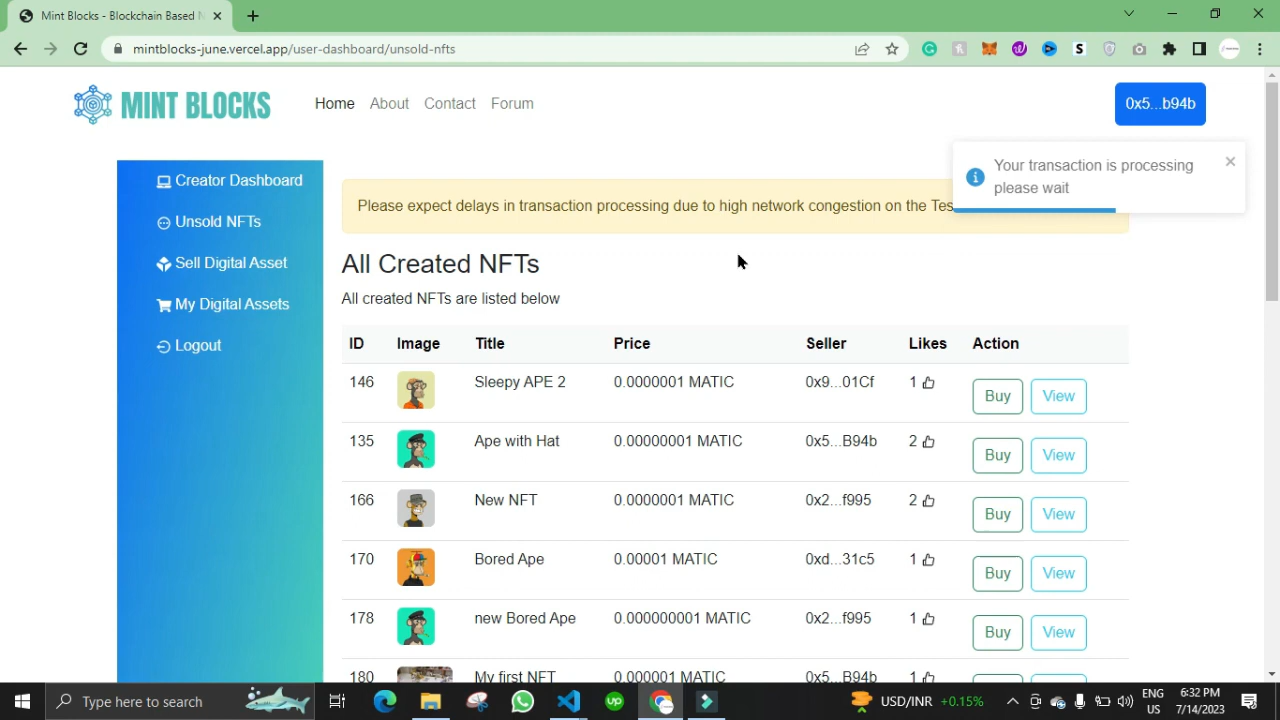 Mint Blocks - Blockchain Based N
mintblocks-june.vercel.app/user-dashboard/unsold-nfts
MINT BLOCKS
Home About Contact Forum
0x5...b94b
Your transaction is processing
please wait
Creator Dashboard
Unsold NFTs
Sell Digital Asset
My Digital Assets
Logout
Please expect delays in transaction processing due to high network congestion on the Tes
All Created NFTs
All created NFTs are listed below
ID Image Title Price Seller Likes Action
146 Sleepy APE 2 0.0000001 MATIC 0x9...01Cf 1 Buy View
135 Ape with Hat 0.00000001 MATIC 0x5...B94b 2 Buy View
166 New NFT 0.0000001 MATIC 0x2...f995 2 Buy View
170 Bored Ape 0.00001 MATIC 0xd...31c5 1 Buy View
178 new Bored Ape 0.000000001 MATIC 0x2...f995 1 Buy View
180 My first NFT 0.000001 MATIC 0x5...B94b 1
Type here to search
USD/INR +0.15%
ENG
US
6:32 PM
7/14/2023